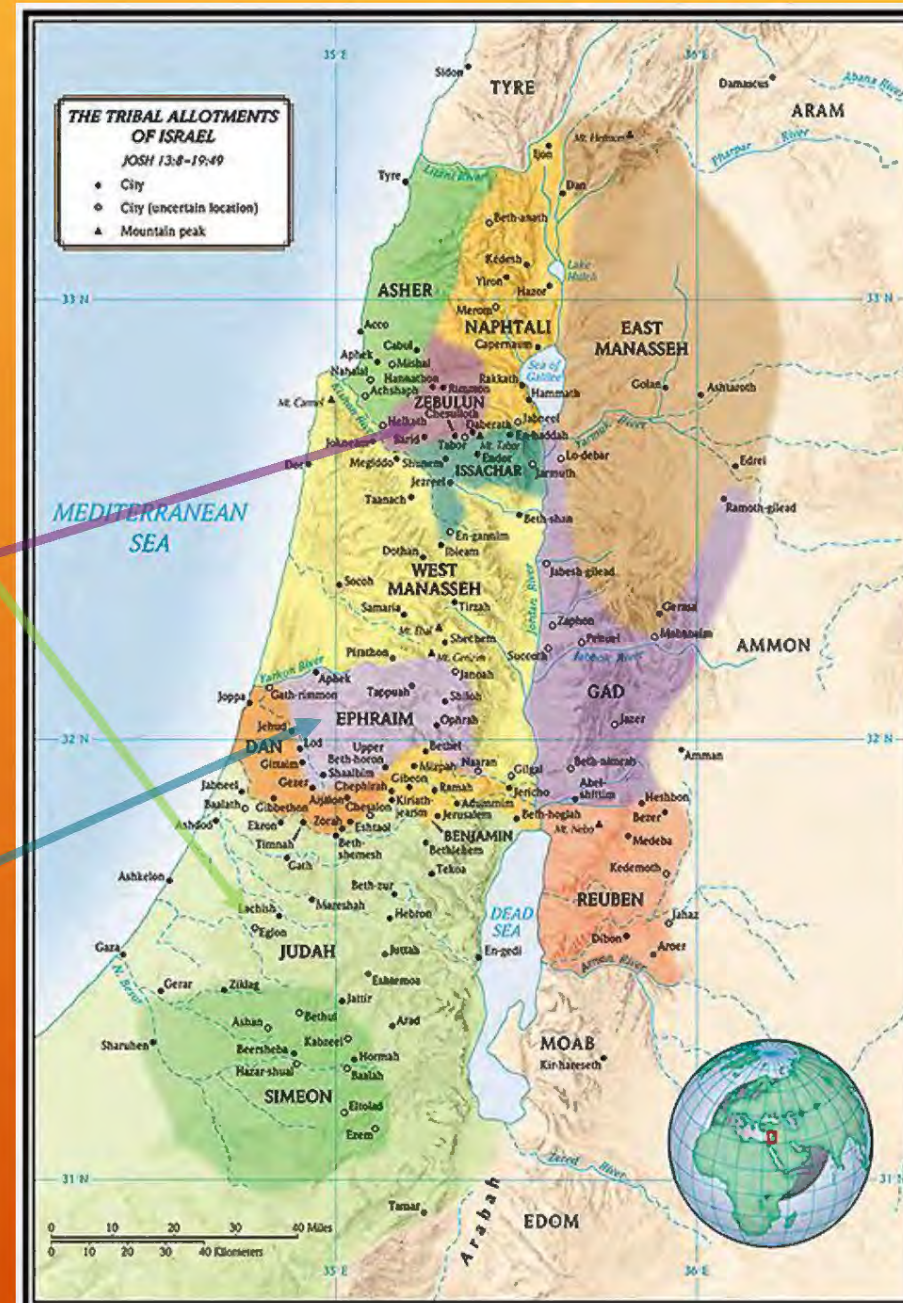 THE TRIBAL ALLOTMENTS
OF ISRAEL
JOSH 13:8–19:49
City
City (uncertain location)
Mountain peak
35°E
36°E
Sidon
TYRE
Damascus
Abana River
ARAM
Mt. Hermon
Ijon
Pharpar River
Litani River
Tyre
Dan
Beth-anath
Kedesh
Lake Huleh
Yiron
Hazor
ASHER
33°N
33°N
Merom
NAPHTALI
EAST
MANASSEH
Acco
Capernaum
Cabul
Aphek
Mishal
Sea of
Galilee
Nahalal
Hannathon
Rimmon
Rakkath
Golan
Ashtaroth
Achshaph
ZEBULUN
Hammath
Mt. Carmel
Kishon River
Chesulloth
Helkath
Daberath
Jabneel
Yarmuk River
Jokneam
Sarid
Tabor
Mt. Tabor
En-haddah
Dor
Megiddo
Shunem
Endor
Lo-debar
Edrei
ISSACHAR
Jarmuth
Jezreel
Taanach
Ramoth-gilead
MEDITERRANEAN
SEA
Beth-shan
En-gannim
Dothan
Ibleam
WEST
MANASSEH
Jabesh-gilead
Jordan River
Socoh
Samaria
Tirzah
Gerasa
Mt. Ebal
Zaphon
Shechem
Penuel
Mahanaim
AMMON
Pirathon
Mt. Gerizim
Succoth
Jabbok River
Yarkon River
Janoah
Aphek
Joppa
Gath-rimmon
Tappuah
GAD
Shiloh
EPHRAIM
Jehud
Ophrah
Jazer
32°N
32°N
DAN
Lod
Upper
Beth-horon
Bethel
Amman
Gittaim
Mizpah
Naaran
Gilgal
Beth-nimrah
Shaalbim
Gibeon
Jabneel
Gezer
Chephirah
Ramah
Jericho
Abel-
shittim
Heshbon
Baalath
Gibbethon
Aijalon
Kiriath-
jearim
Adummim
Bezer
Chesalon
Jerusalem
Beth-hoglah
Mt. Nebo
Ashdod
Ekron
Zorah
Eshtaol
BENJAMIN
Medeba
Timnah
Beth-
shemesh
Bethlehem
Gath
Kedemoth
Tekoa
Ashkelon
Beth-zur
REUBEN
Lachish
Mareshah
Hebron
DEAD
SEA
Jahaz
Eglon
Dibon
Aroer
Gaza
JUDAH
Juttah
En-gedi
Arnon River
N. Besor
Gerar
Ziklag
Eshtemoa
Jattir
Ashan
Bethul
Arad
Sharuhen
Kabzeel
MOAB
Beersheba
Hormah
Kir-hareseth
Hazar-shual
Baalah
SIMEON
Eltolad
Ezem
31°N
31°N
Zered River
Tamar
Arabah
EDOM
0 10 20 30 40 Miles
0 10 20 30 40 Kilometers
35°E
36°E